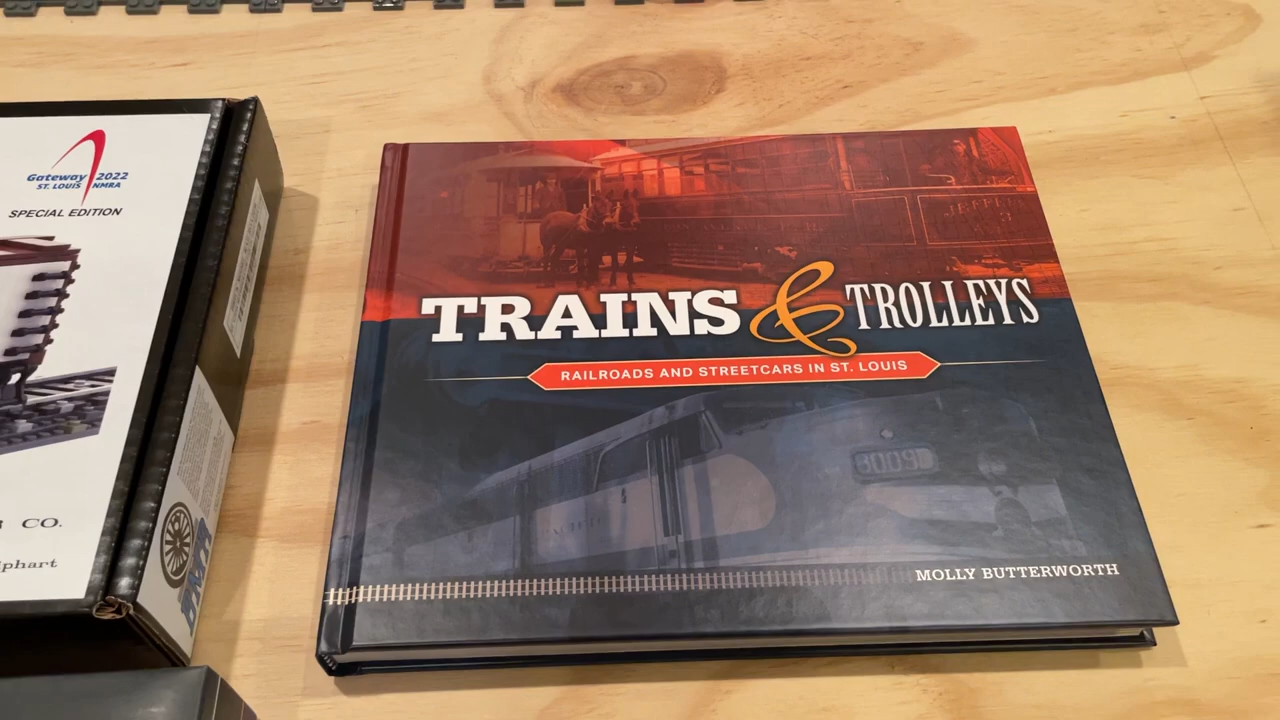 Gateway 2022
ST. LOUIS NMRA
SPECIAL EDITION
CO.
TRAINS & TROLLEYS
RAILROADS AND STREETCARS IN ST. LOUIS
8009
MOLLY BUTTERWORTH